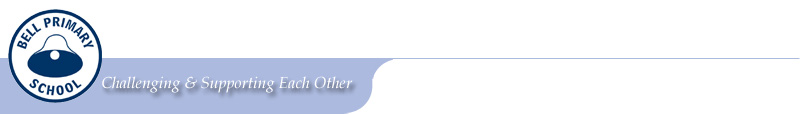 BELL PRIMARY
SCHOOL
Challenging & Supporting Each Other